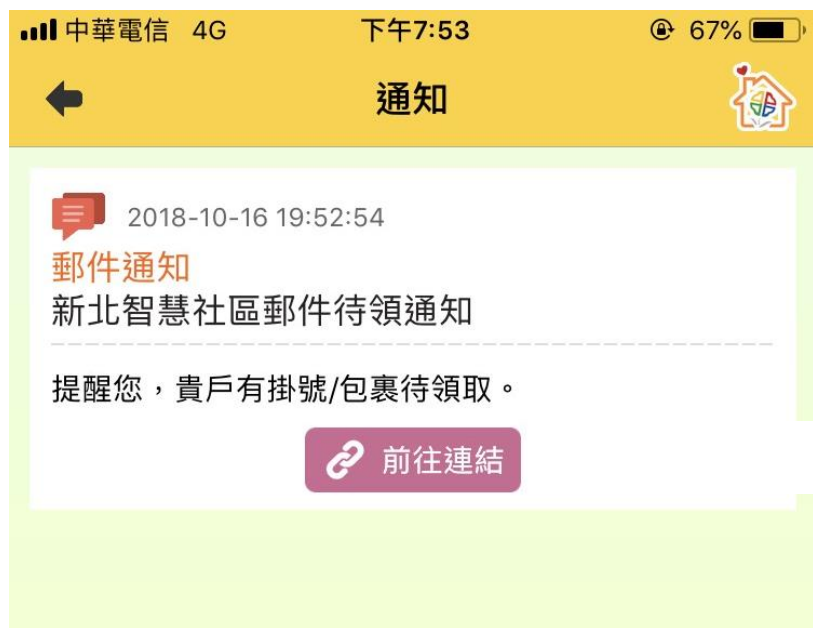 中華電信 4G 下午7:53 67%
通知
2018-10-16 19:52:54
郵件通知
新北智慧社區郵件待領通知
提醒您，貴戶有掛號/包裹待領取。
前往連結